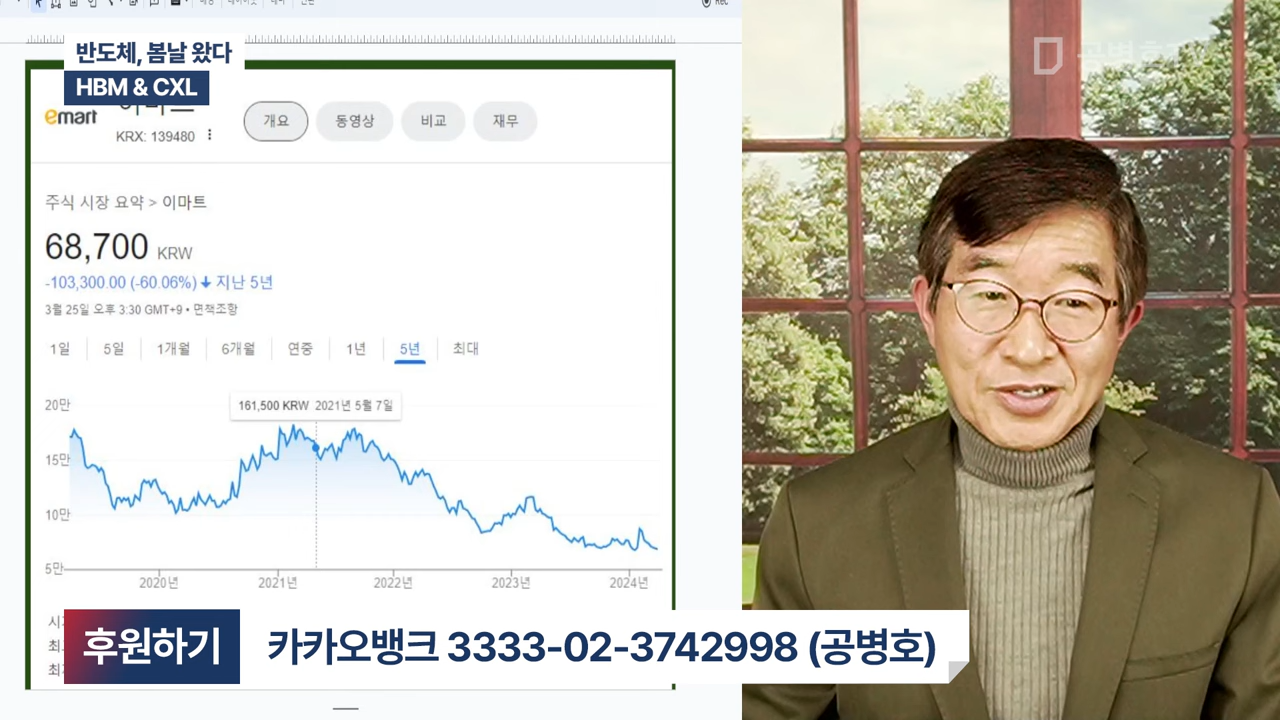 Rec
반도체, 봄날 왔다
HBM & CXL
emart
이마트
KRX: 139480
개요
동영상
비교
재무
공병호
주식 시장 요약 > 이마트
68,700 KRW
-103,300.00 (-60.06%) ↓ 지난 5년
3월 25일 오후 3:30 GMT+9 • 면책조항
1일
5일
1개월
6개월
연중
1년
5년
최대
161,500 KRW 2021년 5월 7일
20만
15만
10만
5만
2020년
2021년
2022년
2023년
2024년
후원하기
카카오뱅크 3333-02-3742998 (공병호)